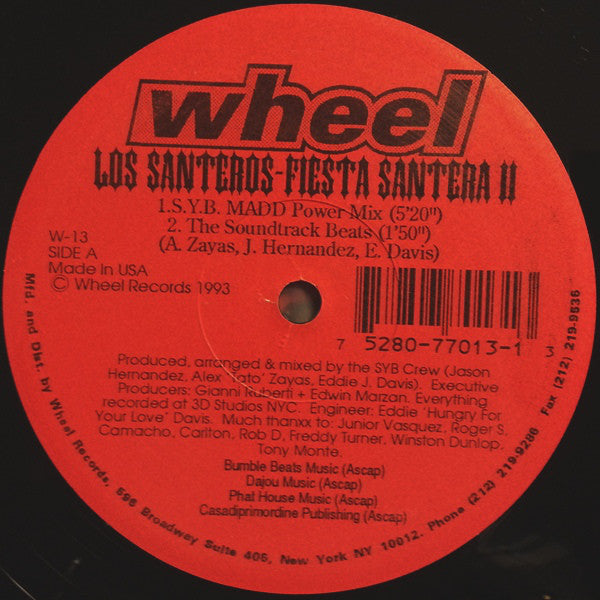 wheel
LOS SANTEROS-FIESTA SANTERA II
1.S.Y.B. MADD Power Mix (5'20")
2. The Soundtrack Beats (1'50")
(A. Zayas, J. Hernandez, E. Davis)
W-13
SIDE A
Made In USA
© Wheel Records 1993
7 5280-77013-1 3
Produced, arranged & mixed by the SYB Crew (Jason
Hernandez, Alex 'Tato' Zayas, Eddie J. Davis). Executive
Producers: Gianni Ruberti + Edwin Marzan. Everything
recorded at 3D Studios NYC. Engineer: Eddie 'Hungry For
Your Love' Davis. Much thanxx to: Junior Vasquez, Roger S.
Camacho, Carlton, Rob D, Freddy Turner, Winston Dunlop,
Tony Monte.
Bumble Beats Music (Ascap)
Dajou Music (Ascap)
Phat House Music (Ascap)
Casadiprimordine Publishing (Ascap)
Mfd. and Dist. by Wheel Records, 596 Broadway Suite 405, New York NY 10012. Phone (212) 219-9286 Fax (212) 219-9536